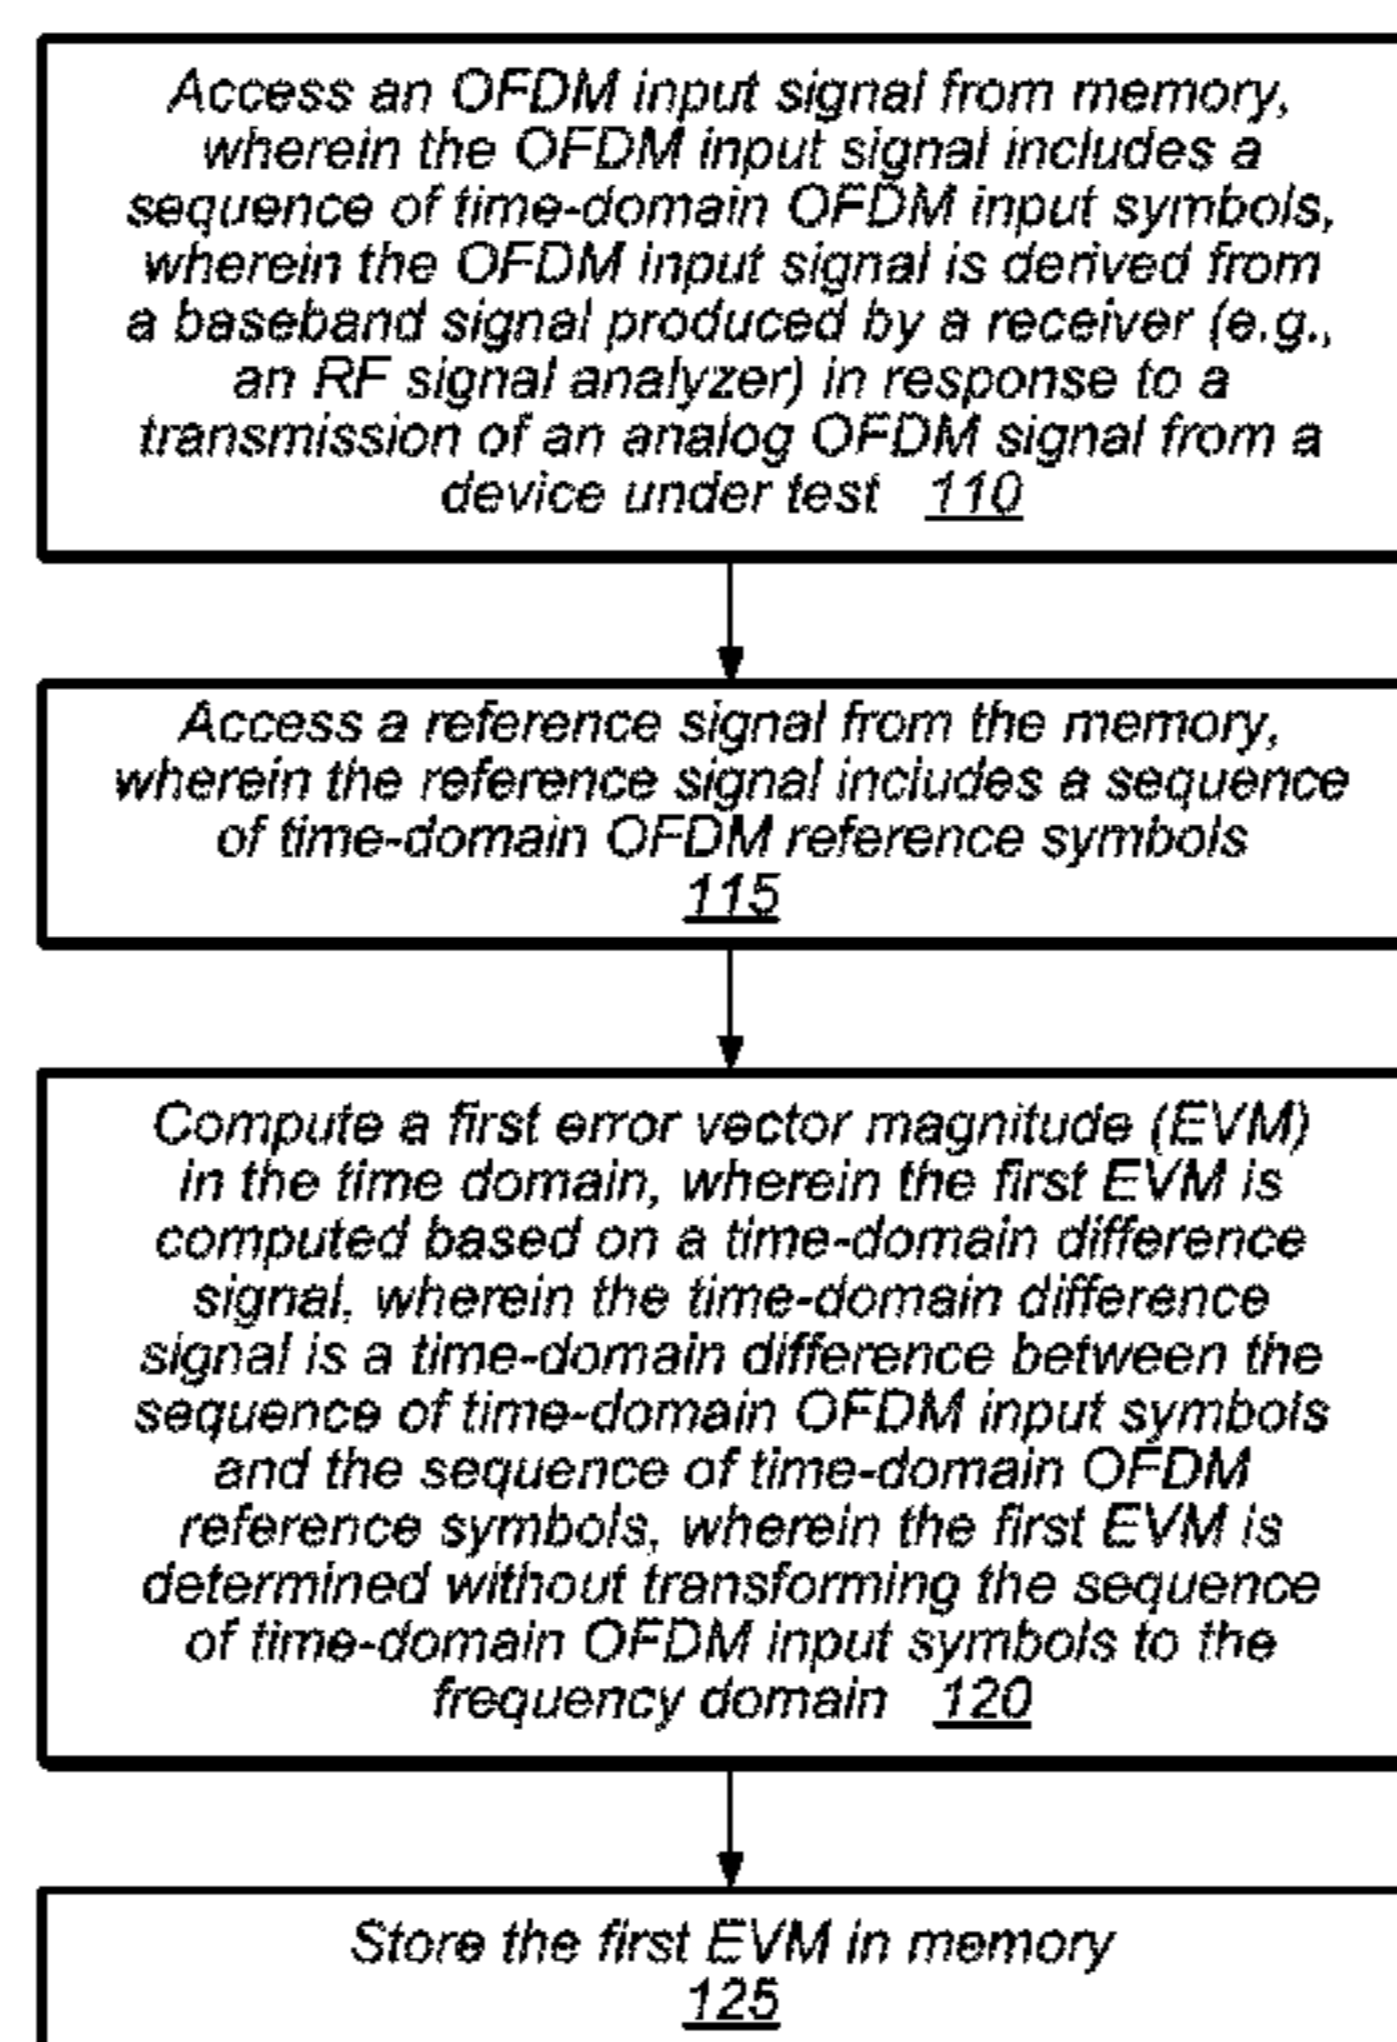 Access an OFDM input signal from memory,
wherein the OFDM input signal includes a
sequence of time-domain OFDM input symbols,
wherein the OFDM input signal is derived from
a baseband signal produced by a receiver (e.g.,
an RF signal analyzer) in response to a
transmission of an analog OFDM signal from a
device under test 110
Access a reference signal from the memory,
wherein the reference signal includes a sequence
of time-domain OFDM reference symbols
115
Compute a first error vector magnitude (EVM)
in the time domain, wherein the first EVM is
computed based on a time-domain difference
signal, wherein the time-domain difference
signal is a time-domain difference between the
sequence of time-domain OFDM input symbols
and the sequence of time-domain OFDM
reference symbols, wherein the first EVM is
determined without transforming the sequence
of time-domain OFDM input symbols to the
frequency domain 120
Store the first EVM in memory
125